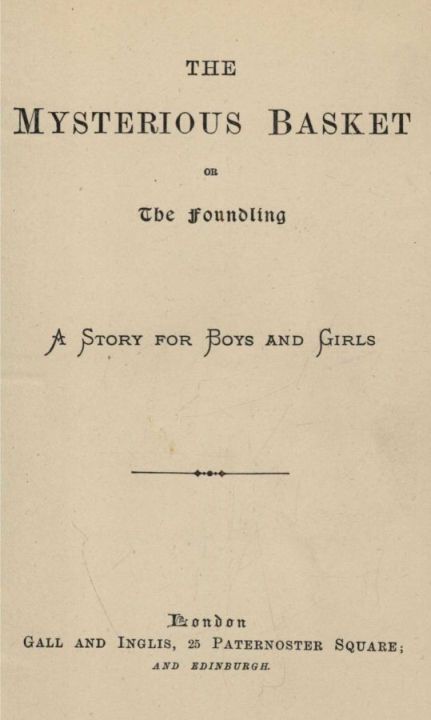 THE
MYSTERIOUS BASKET
OR
The Foundling
A STORY FOR BOYS AND GIRLS
London
GALL AND INGLIS, 25 PATERNOSTER SQUARE;
AND EDINBURGH.